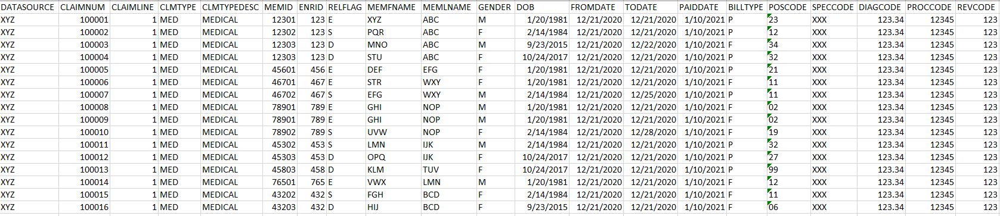 DATASOURCE CLAIMNUM CLAIMLINE CLMTYPE CLMTYPEDESC MEMID ENRID RELFLAG MEMFNAME MEMLNAME GENDER DOB FROMDATE TODATE PAIDDATE BILLTYPE POSCODE SPECCODE DIAGCODE PROCCODE REVCODE
XYZ 100001 1 MED MEDICAL 12301 123 E XYZ ABC M 1/20/1981 12/21/2020 12/21/2020 1/10/2021 P 23 XXX 123.34 12345 123
XYZ 100002 1 MED MEDICAL 12302 123 S PQR ABC F 2/14/1984 12/21/2020 12/21/2020 1/10/2021 P 12 XXX 123.34 12345 123
XYZ 100003 1 MED MEDICAL 12303 123 D MNO ABC M 9/23/2015 12/21/2020 12/22/2020 1/10/2021 F 34 XXX 123.34 12345 123
XYZ 100004 1 MED MEDICAL 12303 123 D STU ABC F 10/24/2017 12/21/2020 12/21/2020 1/10/2021 P 32 XXX 123.34 12345 123
XYZ 100005 1 MED MEDICAL 45601 456 E DEF EFG F 1/20/1981 12/21/2020 12/21/2020 1/10/2021 P 21 XXX 123.34 12345 123
XYZ 100006 1 MED MEDICAL 46701 467 E STR WXY F 1/20/1981 12/21/2020 12/21/2020 1/10/2021 F 11 XXX 123.34 12345 123
XYZ 100007 1 MED MEDICAL 46702 467 S EFG WXY M 2/14/1984 12/21/2020 12/25/2020 1/10/2021 P 11 XXX 123.34 12345 123
XYZ 100008 1 MED MEDICAL 78901 789 E GHI NOP M 1/20/1981 12/21/2020 12/21/2020 1/10/2021 F 02 XXX 123.34 12345 123
XYZ 100009 1 MED MEDICAL 78901 789 E GHI NOP M 1/20/1981 12/21/2020 12/21/2020 1/10/2021 F 02 XXX 123.34 12345 123
XYZ 100010 1 MED MEDICAL 78902 789 S UVW NOP F 2/14/1984 12/21/2020 12/28/2020 1/10/2021 F 19 XXX 123.34 12345 123
XYZ 100011 1 MED MEDICAL 45302 453 S LMN IJK M 2/14/1984 12/21/2020 12/21/2020 1/10/2021 P 32 XXX 123.34 12345 123
XYZ 100012 1 MED MEDICAL 45303 453 D OPQ IJK F 10/24/2017 12/21/2020 12/21/2020 1/10/2021 P 27 XXX 123.34 12345 123
XYZ 100013 1 MED MEDICAL 45803 458 D KLM TUV F 10/24/2017 12/21/2020 12/21/2020 1/10/2021 P 99 XXX 123.34 12345 123
XYZ 100014 1 MED MEDICAL 76501 765 E VWX LMN M 1/20/1981 12/21/2020 12/21/2020 1/10/2021 F 12 XXX 123.34 12345 123
XYZ 100015 1 MED MEDICAL 43202 432 S FGH BCD F 2/14/1984 12/21/2020 12/21/2020 1/10/2021 F 11 XXX 123.34 12345 123
XYZ 100016 1 MED MEDICAL 43203 432 D HIJ BCD F 9/23/2015 12/21/2020 12/21/2020 1/10/2021 F 06 XXX 123.34 12345 123